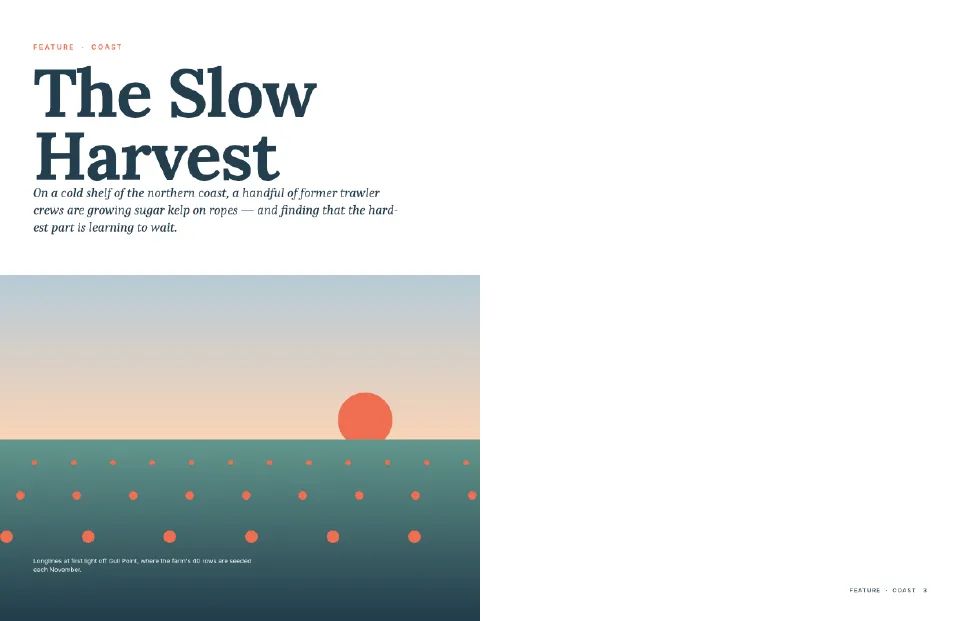 FEATURE · COAST
The Slow
Harvest
On a cold shelf of the northern coast, a handful of former trawler
crews are growing sugar kelp on ropes — and finding that the hard-
est part is learning to wait.
Longlines at first light off Gull Point, where the farm's 40 rows are seeded
each November.
FEATURE · COAST 3